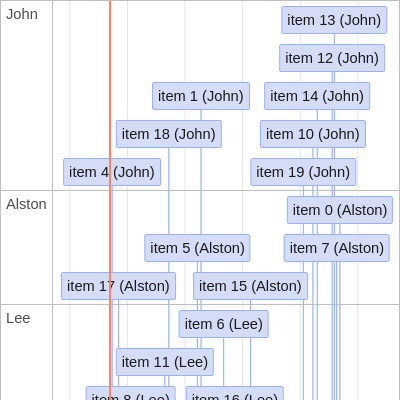 John
item 13 (John)
item 12 (John)
item 1 (John)
item 14 (John)
item 18 (John)
item 10 (John)
item 4 (John)
item 19 (John)
Alston
item 0 (Alston)
item 5 (Alston)
item 7 (Alston)
item 17 (Alston)
item 15 (Alston)
Lee
item 6 (Lee)
item 11 (Lee)
item 8 (Lee)
item 16 (Lee)